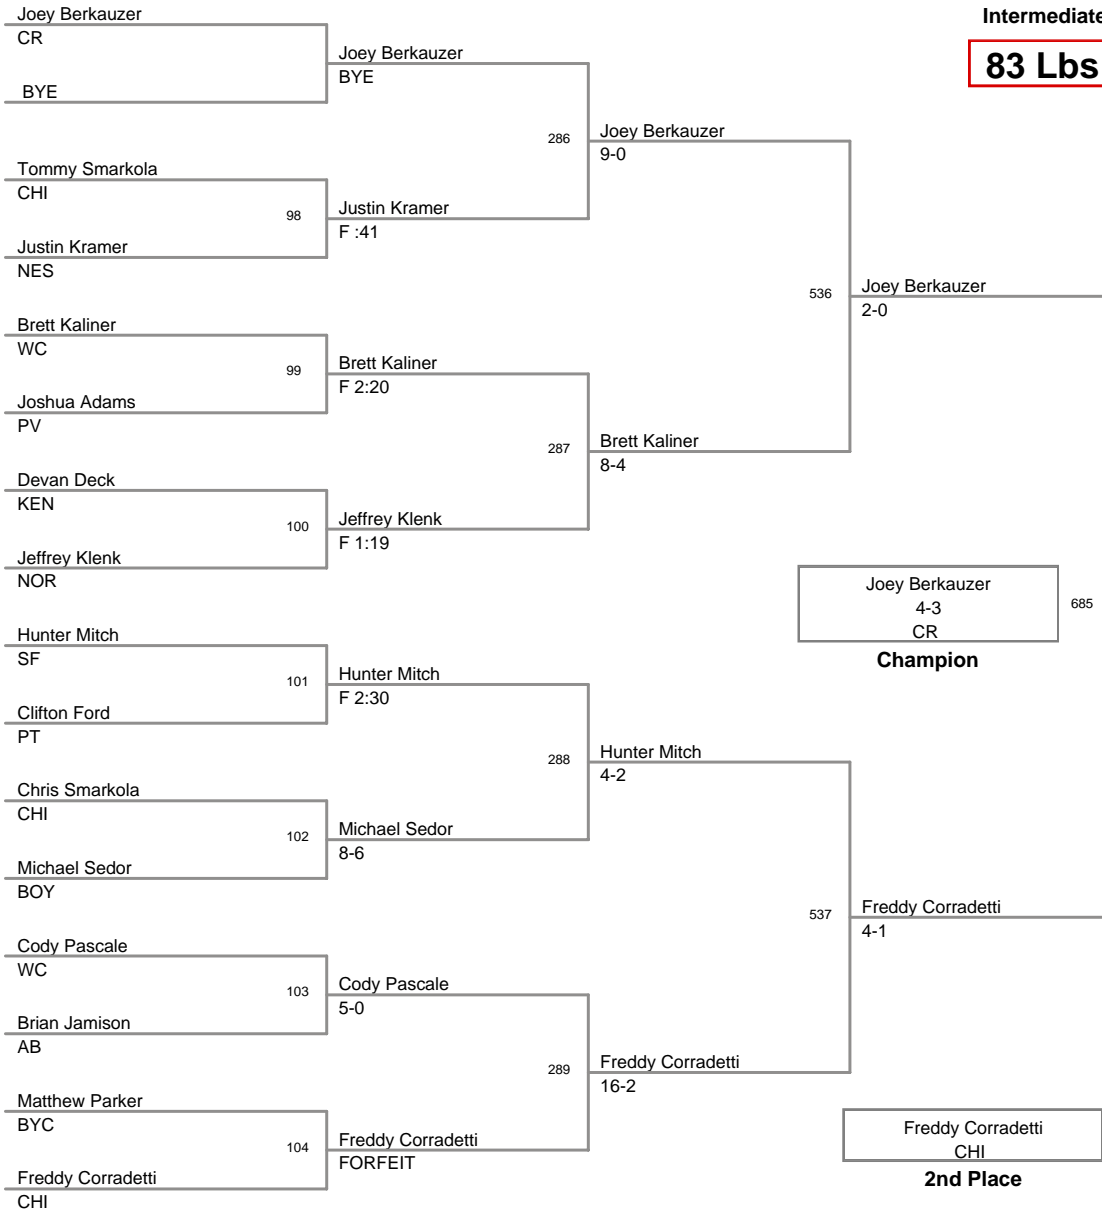 Intermediate
83 Lbs
Joey Berkauzer
CR
BYE
Tommy Smarkola
CHI
98
Justin Kramer
NES
Brett Kaliner
WC
99
Joshua Adams
PV
Devan Deck
KEN
100
Jeffrey Klenk
NOR
Hunter Mitch
SF
101
Clifton Ford
PT
Chris Smarkola
CHI
102
Michael Sedor
BOY
Cody Pascale
WC
103
Brian Jamison
AB
Matthew Parker
BYC
104
Freddy Corradetti
CHI
Joey Berkauzer
BYE
286
Justin Kramer
F :41
Brett Kaliner
F 2:20
287
Jeffrey Klenk
F 1:19
Hunter Mitch
F 2:30
288
Michael Sedor
8-6
Cody Pascale
5-0
289
Freddy Corradetti
FORFEIT
Joey Berkauzer
9-0
536
Brett Kaliner
8-4
Hunter Mitch
4-2
537
Freddy Corradetti
16-2
Joey Berkauzer
2-0
Freddy Corradetti
4-1
Joey Berkauzer
4-3
CR
685
Champion
Freddy Corradetti
CHI
2nd Place